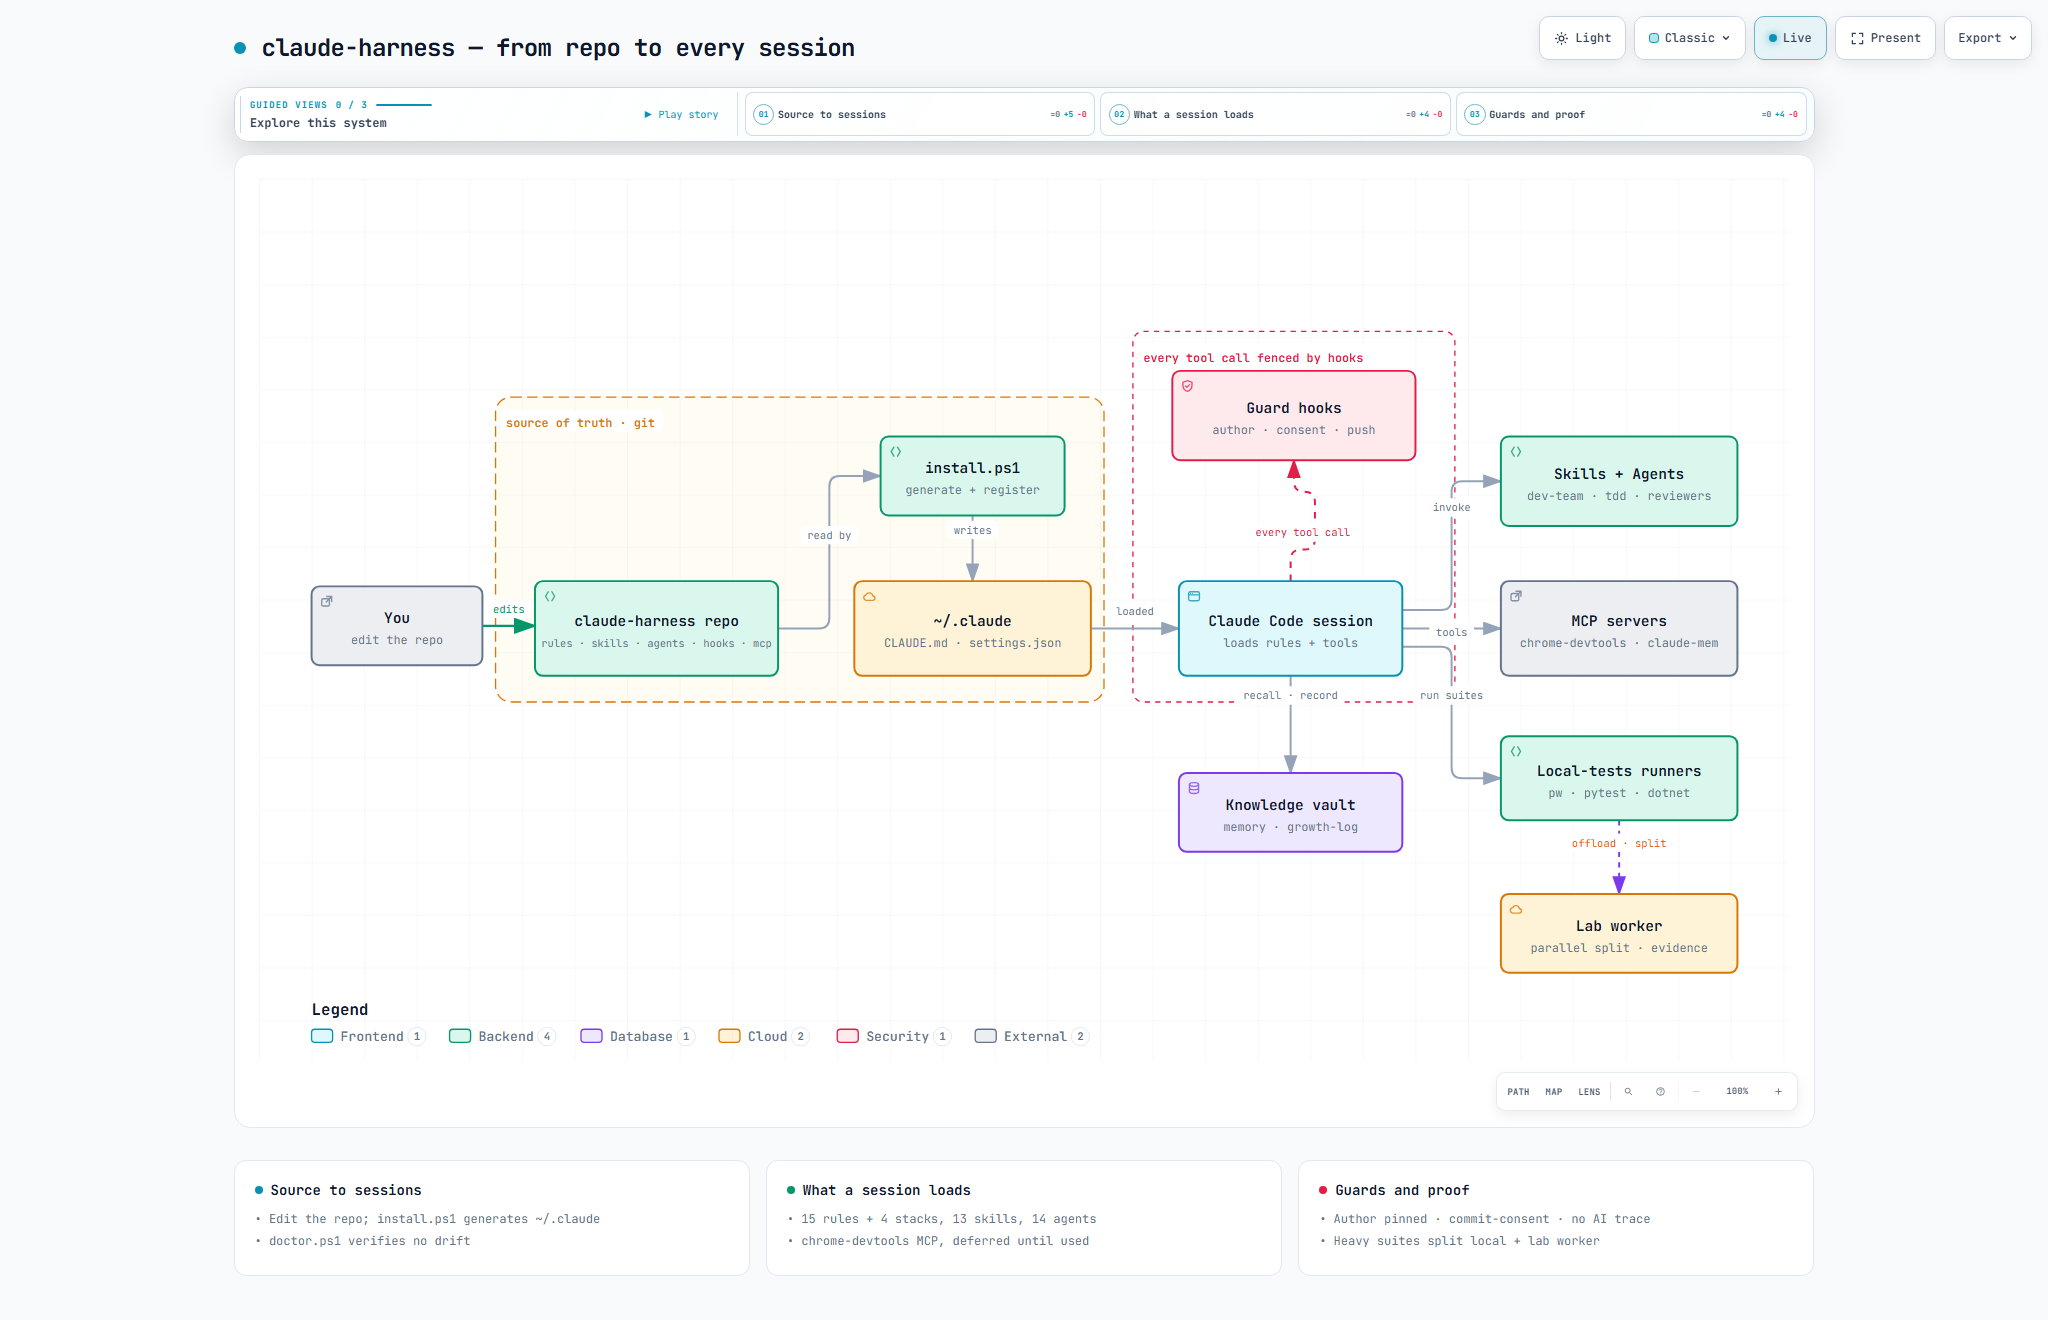 claude-harness — from repo to every session
Light
Classic
Live
Present
Export
GUIDED VIEWS 0 / 3
Explore this system
Play story
01 Source to sessions =0 +5 -0
02 What a session loads =0 +4 -0
03 Guards and proof =0 +4 -0
every tool call fenced by hooks
Guard hooks
author · consent · push
source of truth · git
install.ps1
generate + register
Skills + Agents
dev-team · tdd · reviewers
invoke
read by
writes
every tool call
You
edit the repo
edits
claude-harness repo
rules · skills · agents · hooks · mcp
~/.claude
CLAUDE.md · settings.json
loaded
Claude Code session
loads rules + tools
tools
MCP servers
chrome-devtools · claude-mem
recall · record
run suites
Knowledge vault
memory · growth-log
Local-tests runners
pw · pytest · dotnet
offload · split
Lab worker
parallel split · evidence
Legend
Frontend 1
Backend 4
Database 1
Cloud 2
Security 1
External 2
PATH MAP LENS 100%
Source to sessions
• Edit the repo; install.ps1 generates ~/.claude
• doctor.ps1 verifies no drift
What a session loads
• 15 rules + 4 stacks, 13 skills, 14 agents
• chrome-devtools MCP, deferred until used
Guards and proof
• Author pinned · commit-consent · no AI trace
• Heavy suites split local + lab worker